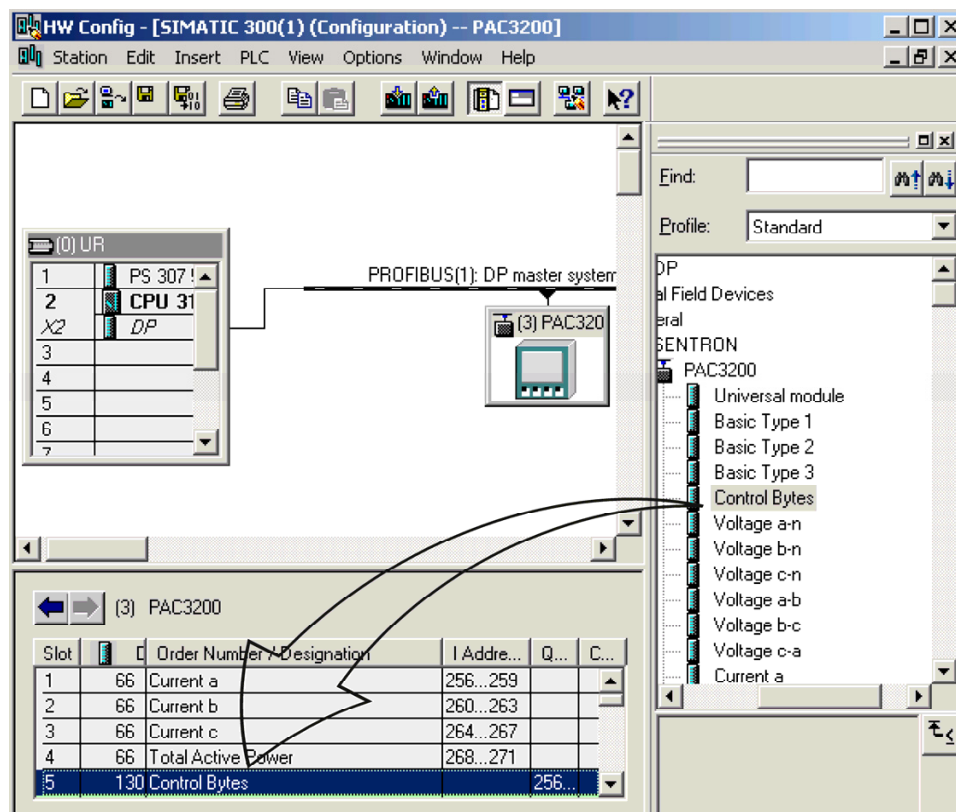 HW Config - [SIMATIC 300(1) (Configuration) -- PAC3200]
Station Edit Insert PLC View Options Window Help
Find:
Profile: Standard
(0) UR
1 PS 307
2 CPU 31
X2 DP
3
4
5
6
7
PROFIBUS(1): DP master system
(3) PAC320
DP
al Field Devices
eral
SENTRON
PAC3200
Universal module
Basic Type 1
Basic Type 2
Basic Type 3
Control Bytes
Voltage a-n
Voltage b-n
Voltage c-n
Voltage a-b
Voltage b-c
Voltage c-a
Current a
(3) PAC3200
Slot D Order Number / Designation I Addre... Q... C...
1 66 Current a 256...259
2 66 Current b 260...263
3 66 Current c 264...267
4 66 Total Active Power 268...271
5 130 Control Bytes 256...